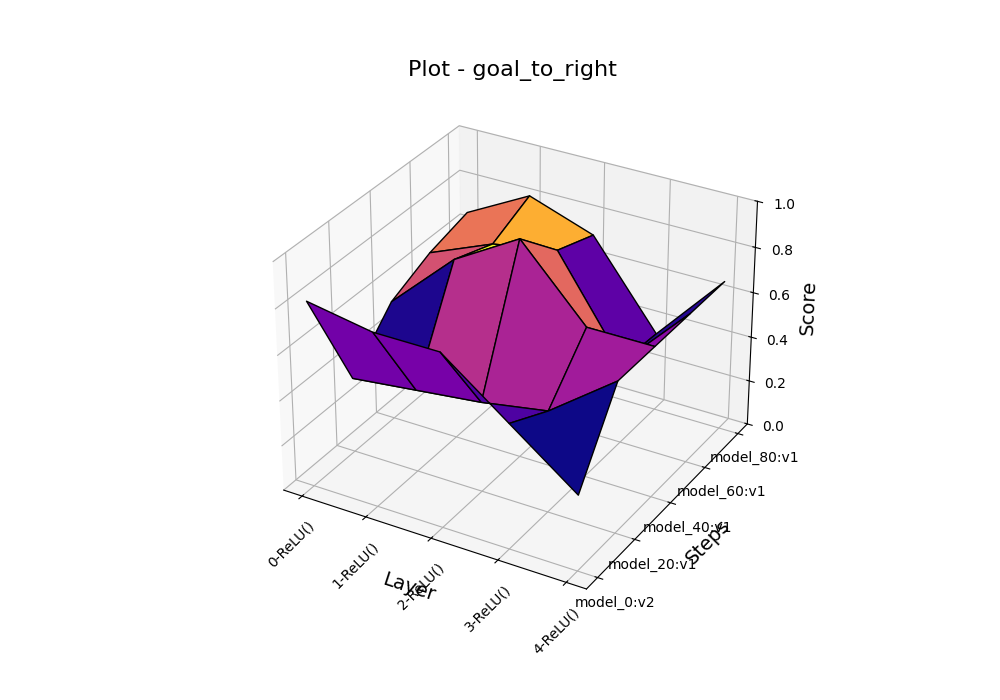 Plot - goal_to_right
1.0
0.8
0.6
0.4
0.2
0.0
Score
model_80:v1
model_60:v1
model_40:v1
model_20:v1
model_0:v2
Steps
0-ReLU()
1-ReLU()
2-ReLU()
3-ReLU()
4-ReLU()
Layer